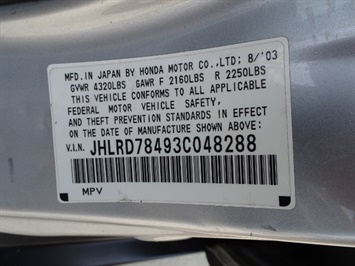 MFD. IN JAPAN BY HONDA MOTOR CO.,LTD; 8/'03
GVWR 4320LBS GAWR F 2160LBS R 2250LBS
THIS VEHICLE CONFORMS TO ALL APPLICABLE
FEDERAL MOTOR VEHICLE SAFETY,
AND THEFT PREVENTION STANDARDS IN EFFECT
ON THE DATE OF MANUFACTURE SHOWN ABOVE:
V.I.N. JHLRD78493C048288
MPV